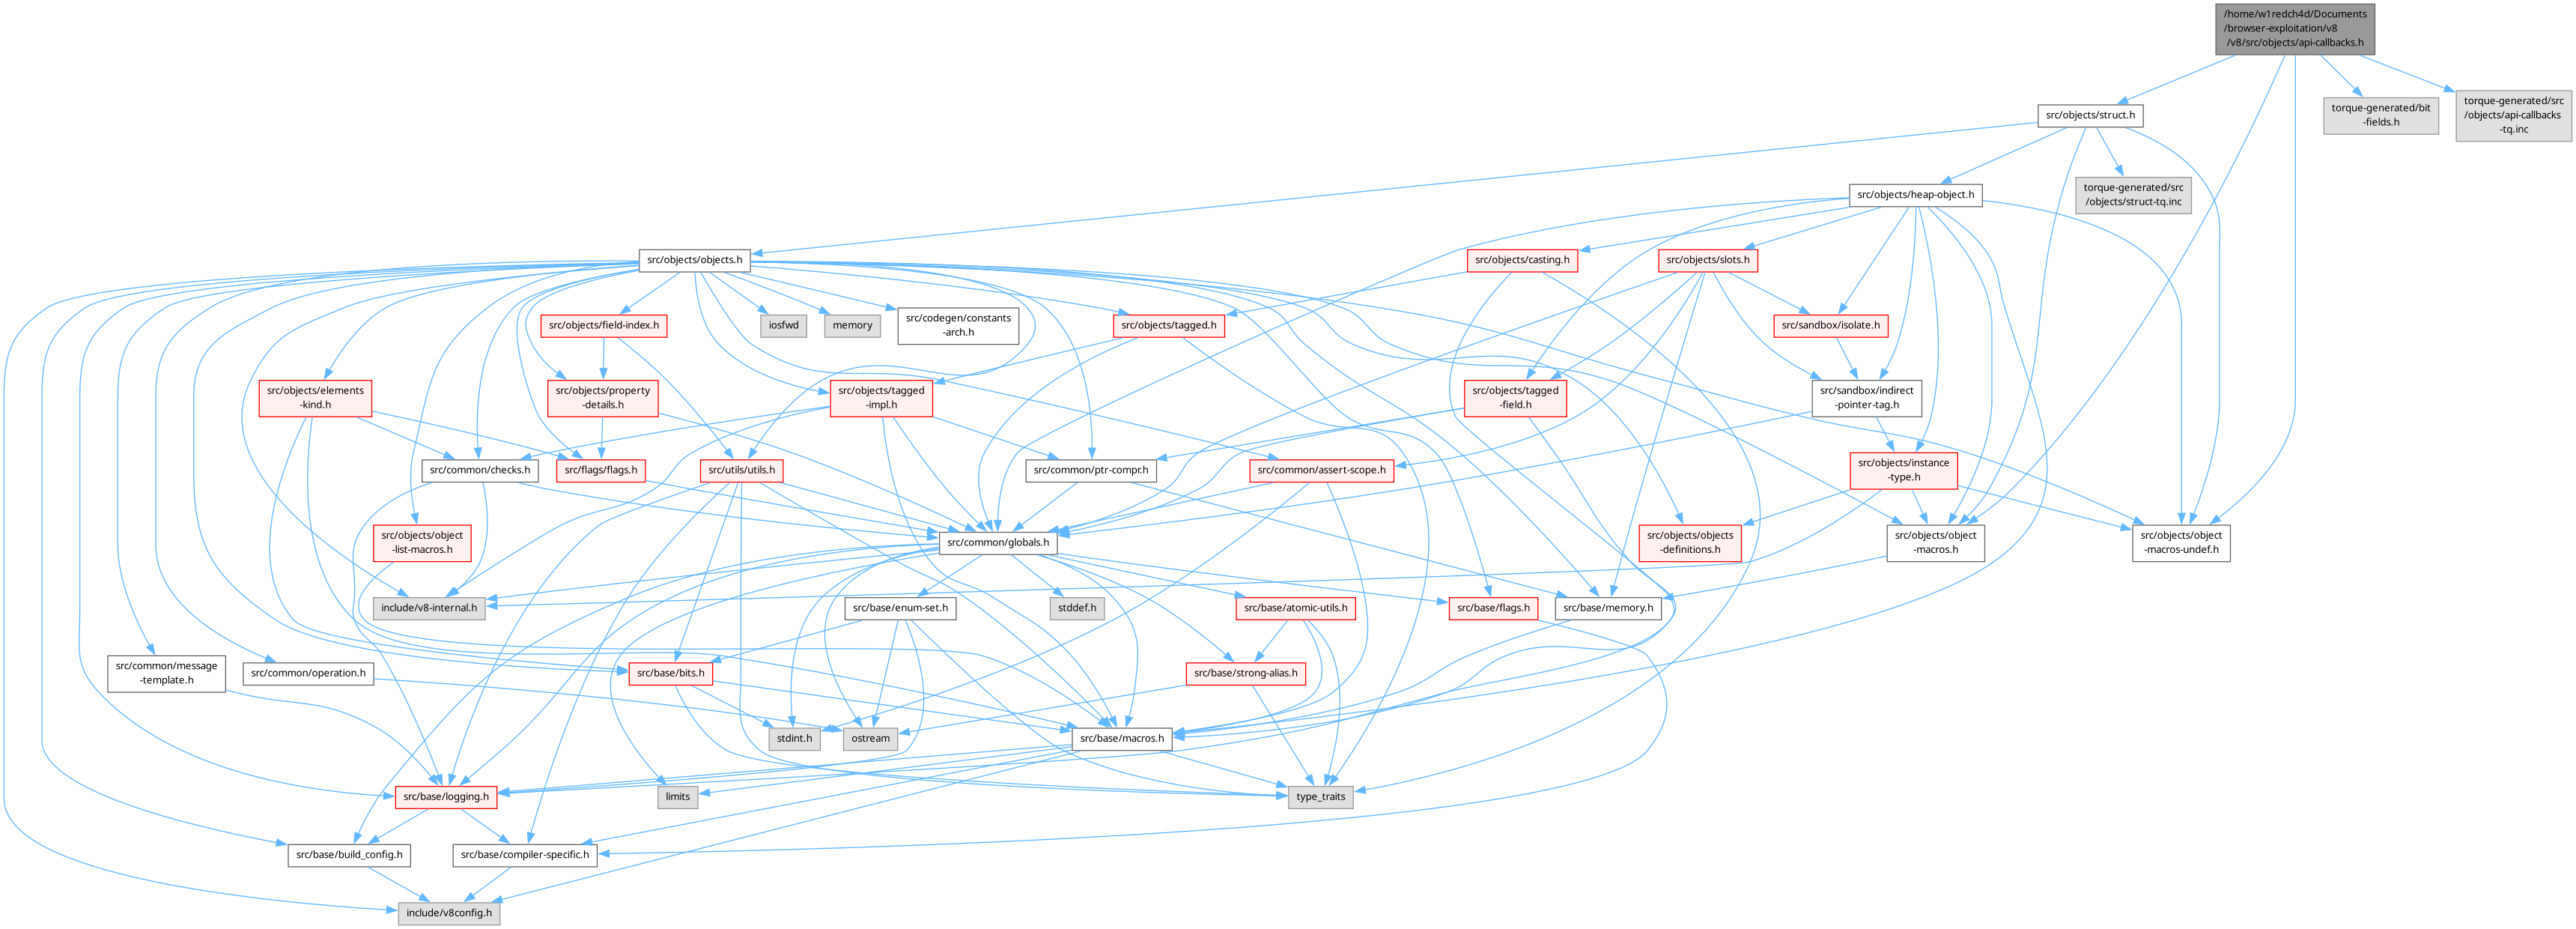 /home/w1redch4d/Documents
/browser-exploitation/v8
/v8/src/objects/api-callbacks.h
src/objects/struct.h
torque-generated/bit
-fields.h
torque-generated/src
/objects/api-callbacks
-tq.inc
src/objects/heap-object.h
torque-generated/src
/objects/struct-tq.inc
src/objects/objects.h
src/objects/casting.h
src/objects/slots.h
src/objects/field-index.h
iosfwd
memory
src/codegen/constants
-arch.h
src/objects/tagged.h
src/sandbox/isolate.h
src/objects/elements
-kind.h
src/objects/property
-details.h
src/objects/tagged
-impl.h
src/objects/tagged
-field.h
src/sandbox/indirect
-pointer-tag.h
src/common/checks.h
src/flags/flags.h
src/utils/utils.h
src/common/ptr-compr.h
src/common/assert-scope.h
src/objects/instance
-type.h
src/objects/object
-list-macros.h
src/common/globals.h
src/objects/objects
-definitions.h
src/objects/object
-macros.h
src/objects/object
-macros-undef.h
include/v8-internal.h
src/base/enum-set.h
stddef.h
src/base/atomic-utils.h
src/base/flags.h
src/base/memory.h
src/common/message
-template.h
src/common/operation.h
src/base/bits.h
src/base/strong-alias.h
stdint.h
ostream
src/base/macros.h
src/base/logging.h
limits
type_traits
src/base/build_config.h
src/base/compiler-specific.h
include/v8config.h